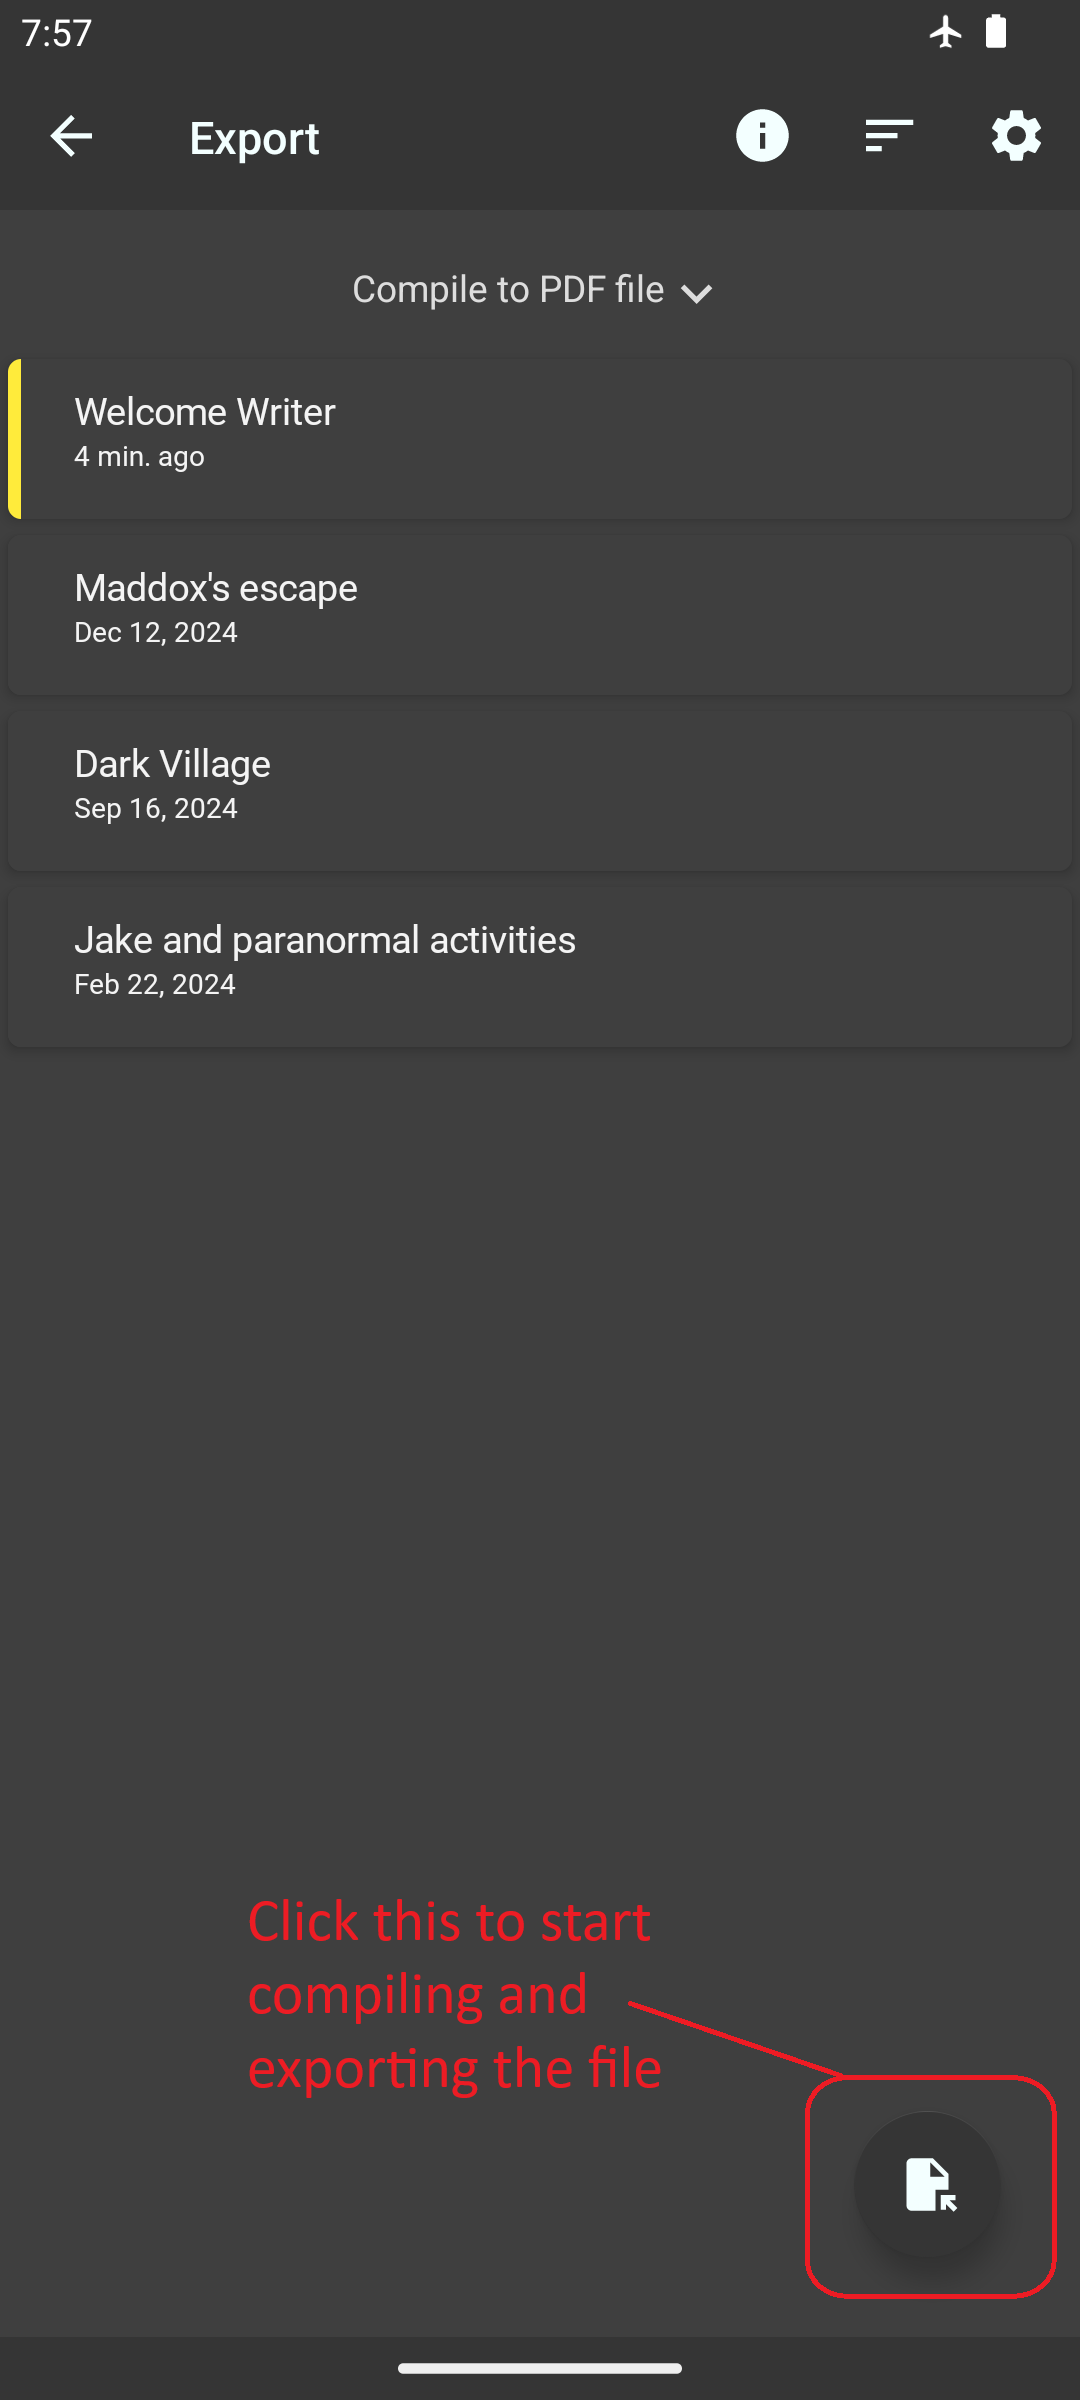 7:57
Export
Compile to PDF file
Welcome Writer
4 min. ago
Maddox's escape
Dec 12, 2024
Dark Village
Sep 16, 2024
Jake and paranormal activities
Feb 22, 2024
Click this to start
compiling and
exporting the file